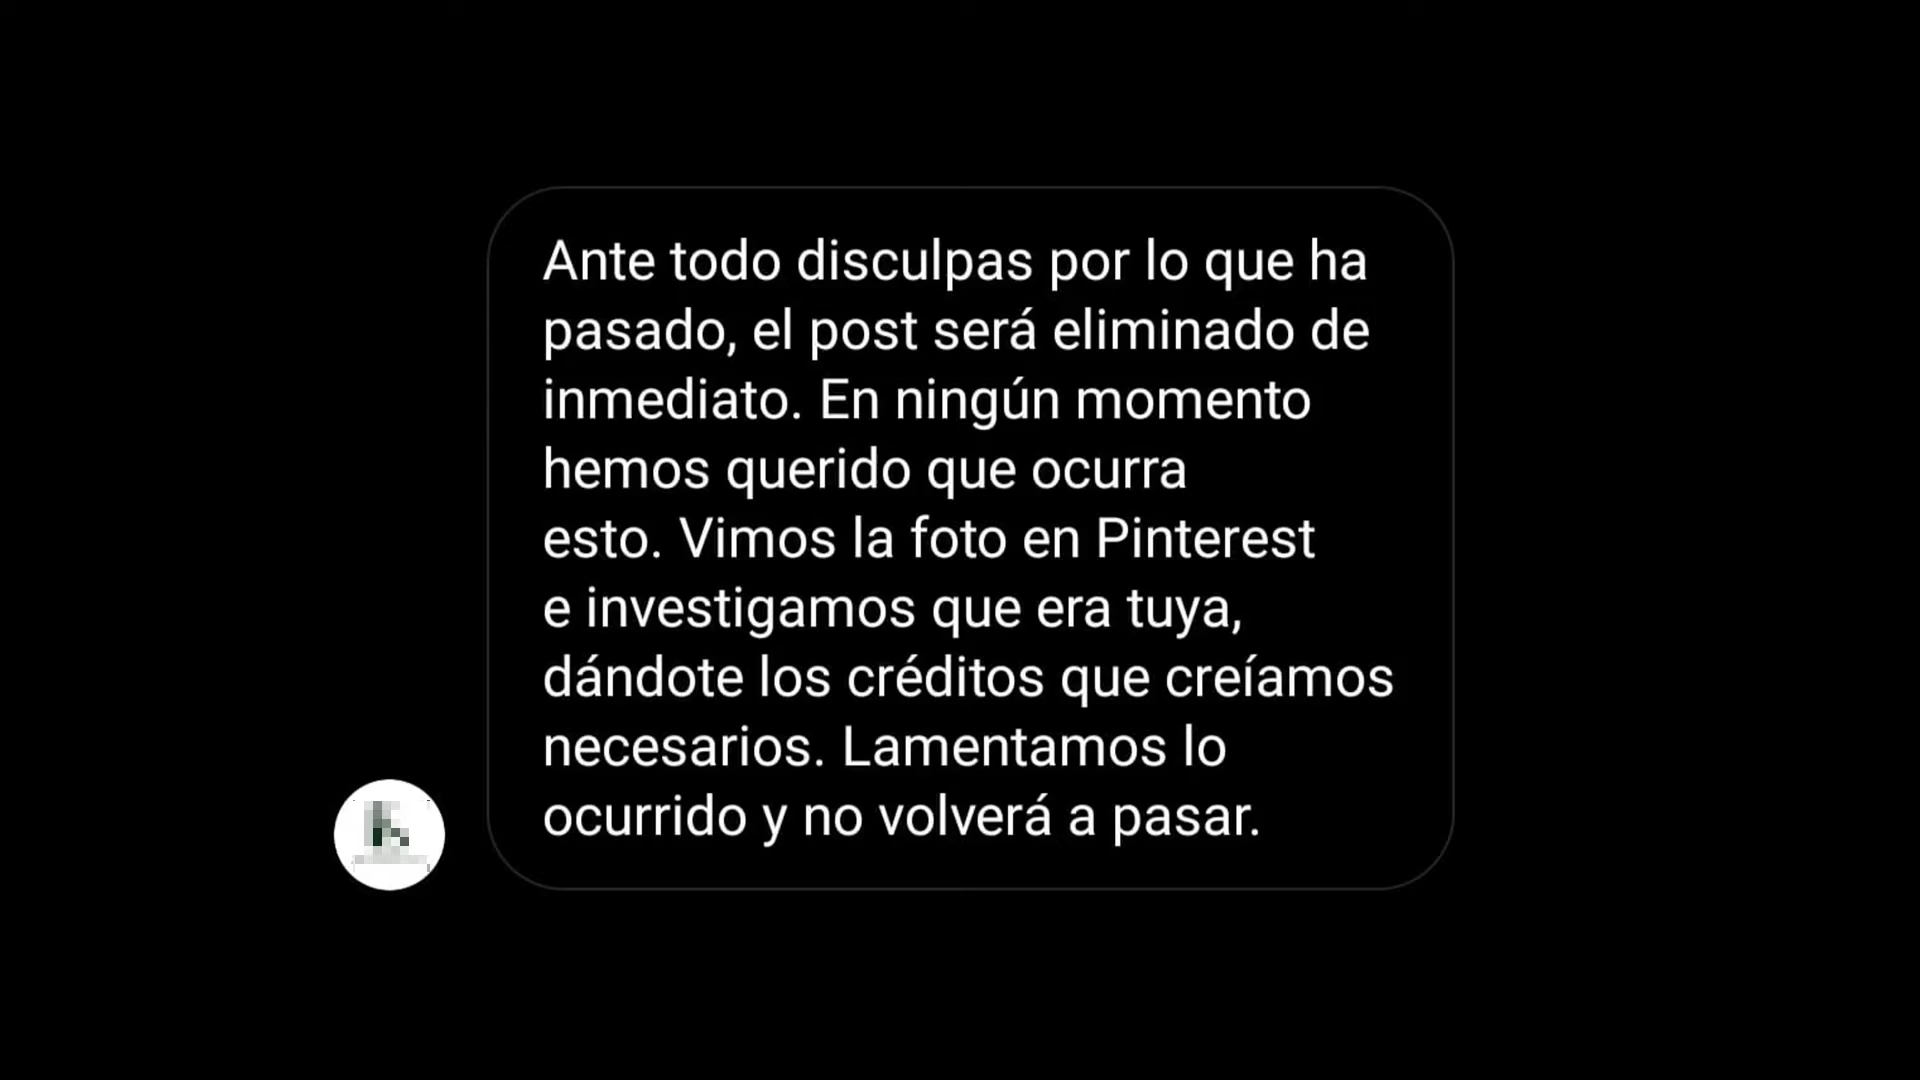 Ante todo disculpas por lo que ha
pasado, el post será eliminado de
inmediato. En ningún momento
hemos querido que ocurra
esto. Vimos la foto en Pinterest
e investigamos que era tuya,
dándote los créditos que creíamos
necesarios. Lamentamos lo
ocurrido y no volverá a pasar.